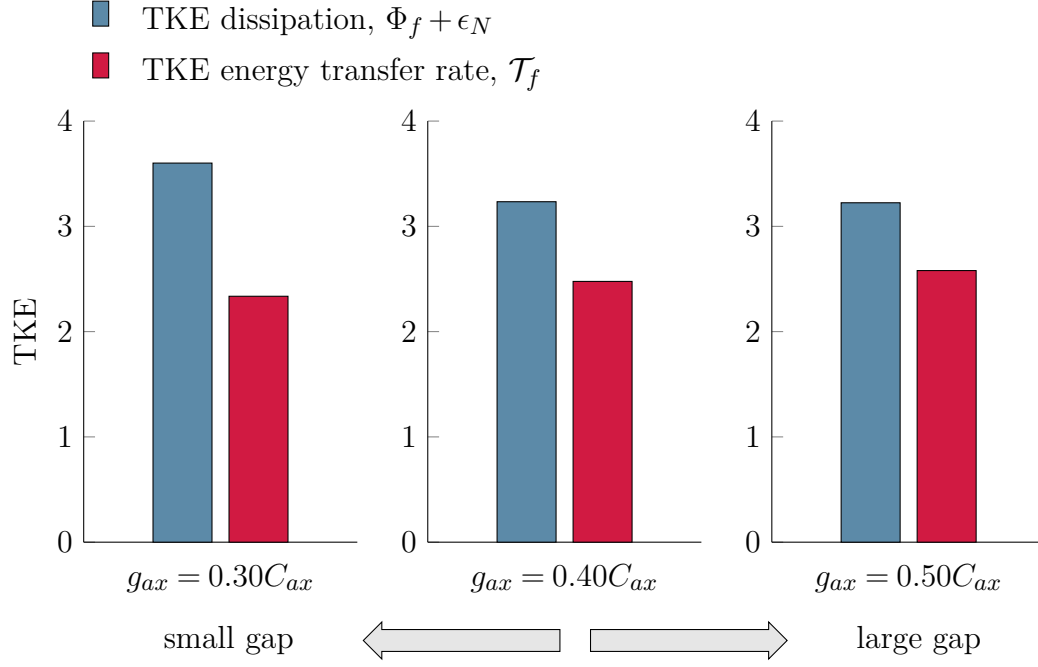 TKE dissipation, Φ_f + ϵ_N
TKE energy transfer rate, 𝒯_f
TKE
4
3
2
1
0
4
3
2
1
0
4
3
2
1
0
g_ax = 0.30C_ax
g_ax = 0.40C_ax
g_ax = 0.50C_ax
small gap
large gap